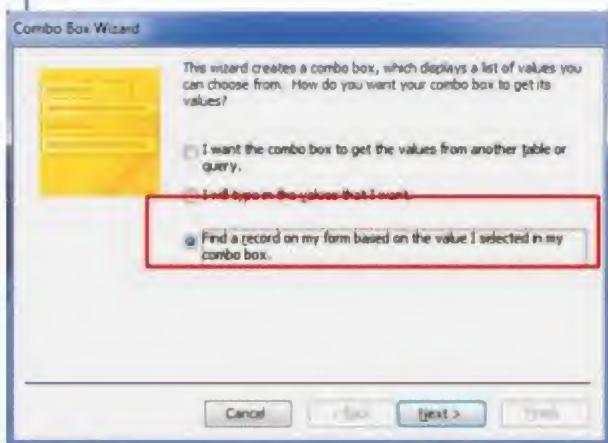 Combo Box Wizard
This wizard creates a combo box, which displays a list of values you
can choose from. How do you want your combo box to get its
values?
I want the combo box to get the values from another table or
query.
I will type in the values that I want.
Find a record on my form based on the value I selected in my
combo box.
Cancel
< Back
Next >
Finish